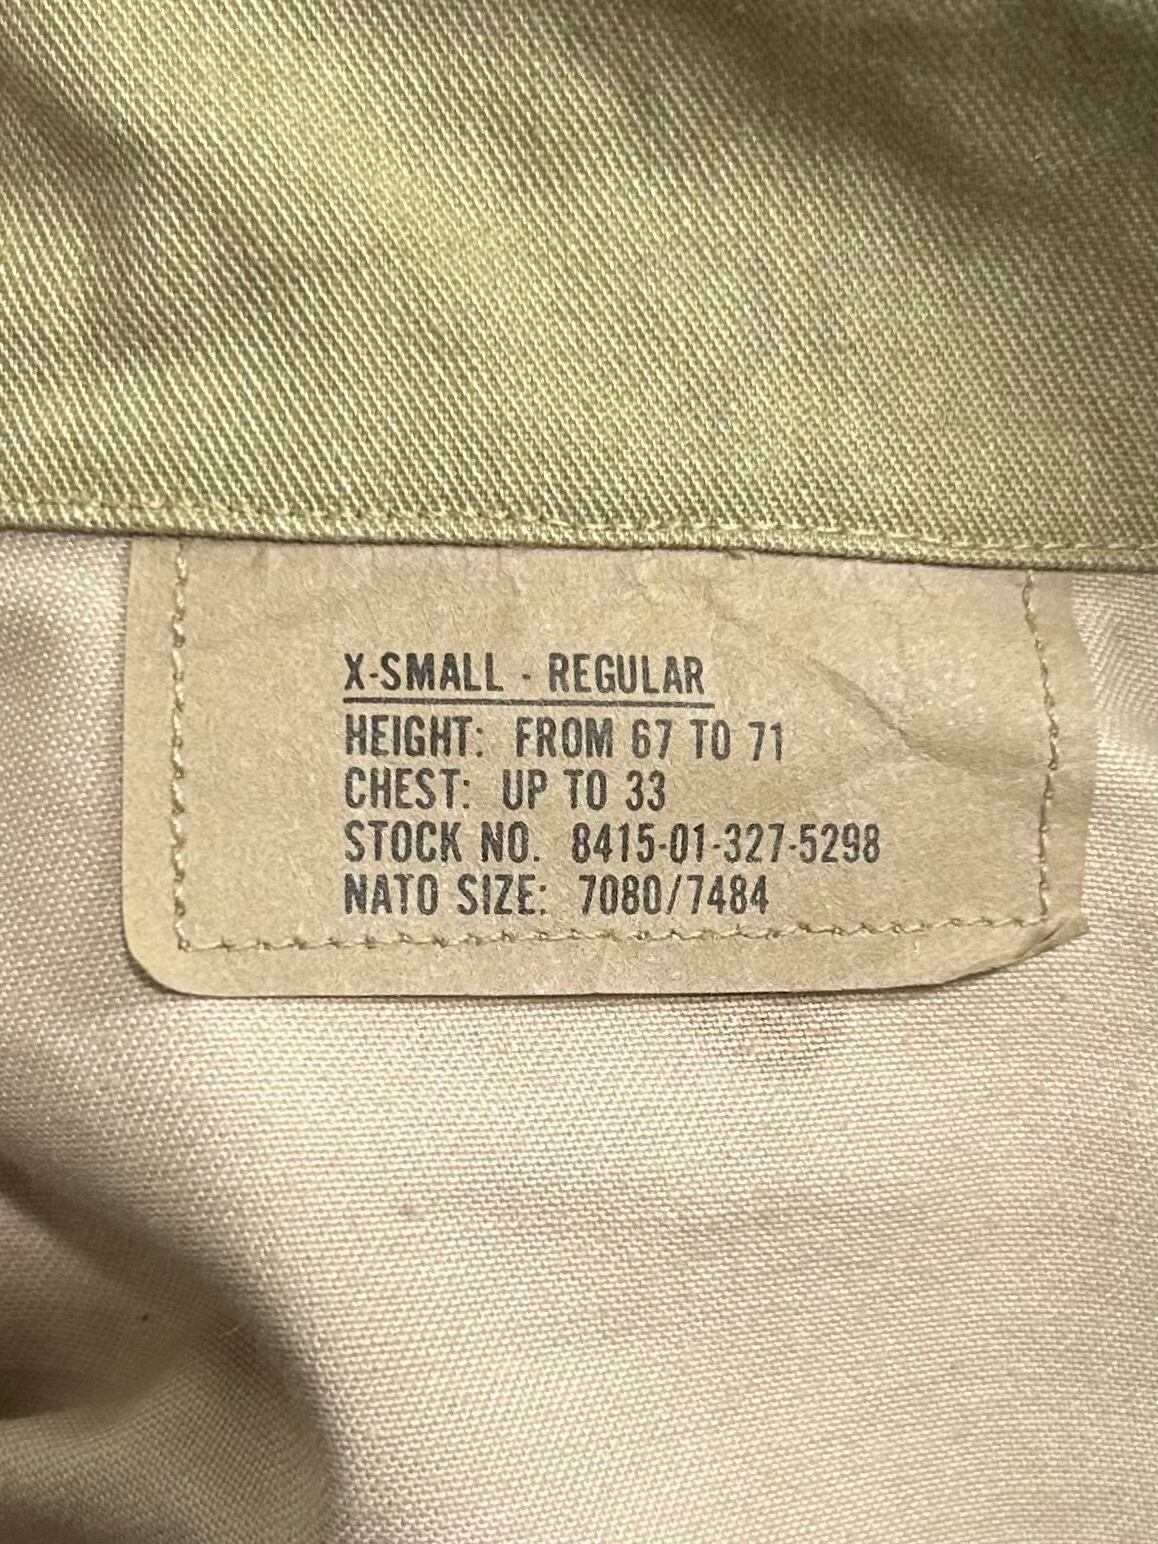 X-SMALL - REGULAR
HEIGHT: FROM 67 TO 71
CHEST: UP TO 33
STOCK NO. 8415-01-327-5298
NATO SIZE: 7080/7484